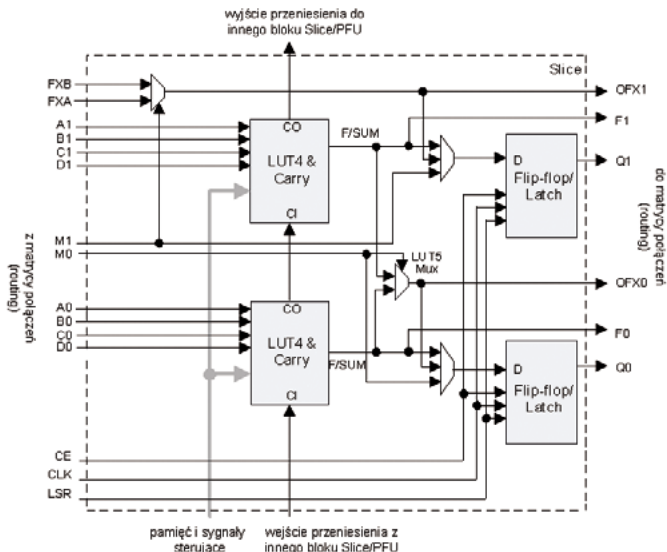 wyjście przeniesienia do
innego bloku Slice/PFU
Slice
FXB
FXA
OFX1
A1
B1
C1
D1
CO
LUT4 &
Carry
CI
F/SUM
F1
D
Flip-flop/
Latch
Q1
z matrycy połączeń
(routing)
do matrycy połączeń
(routing)
M1
M0
LUT5
Mux
OFX0
A0
B0
C0
D0
CO
LUT4 &
Carry
CI
F/SUM
F0
D
Flip-flop/
Latch
Q0
CE
CLK
LSR
pamięć i sygnały
sterujące
wejście przeniesienia z
innego bloku Slice/PFU